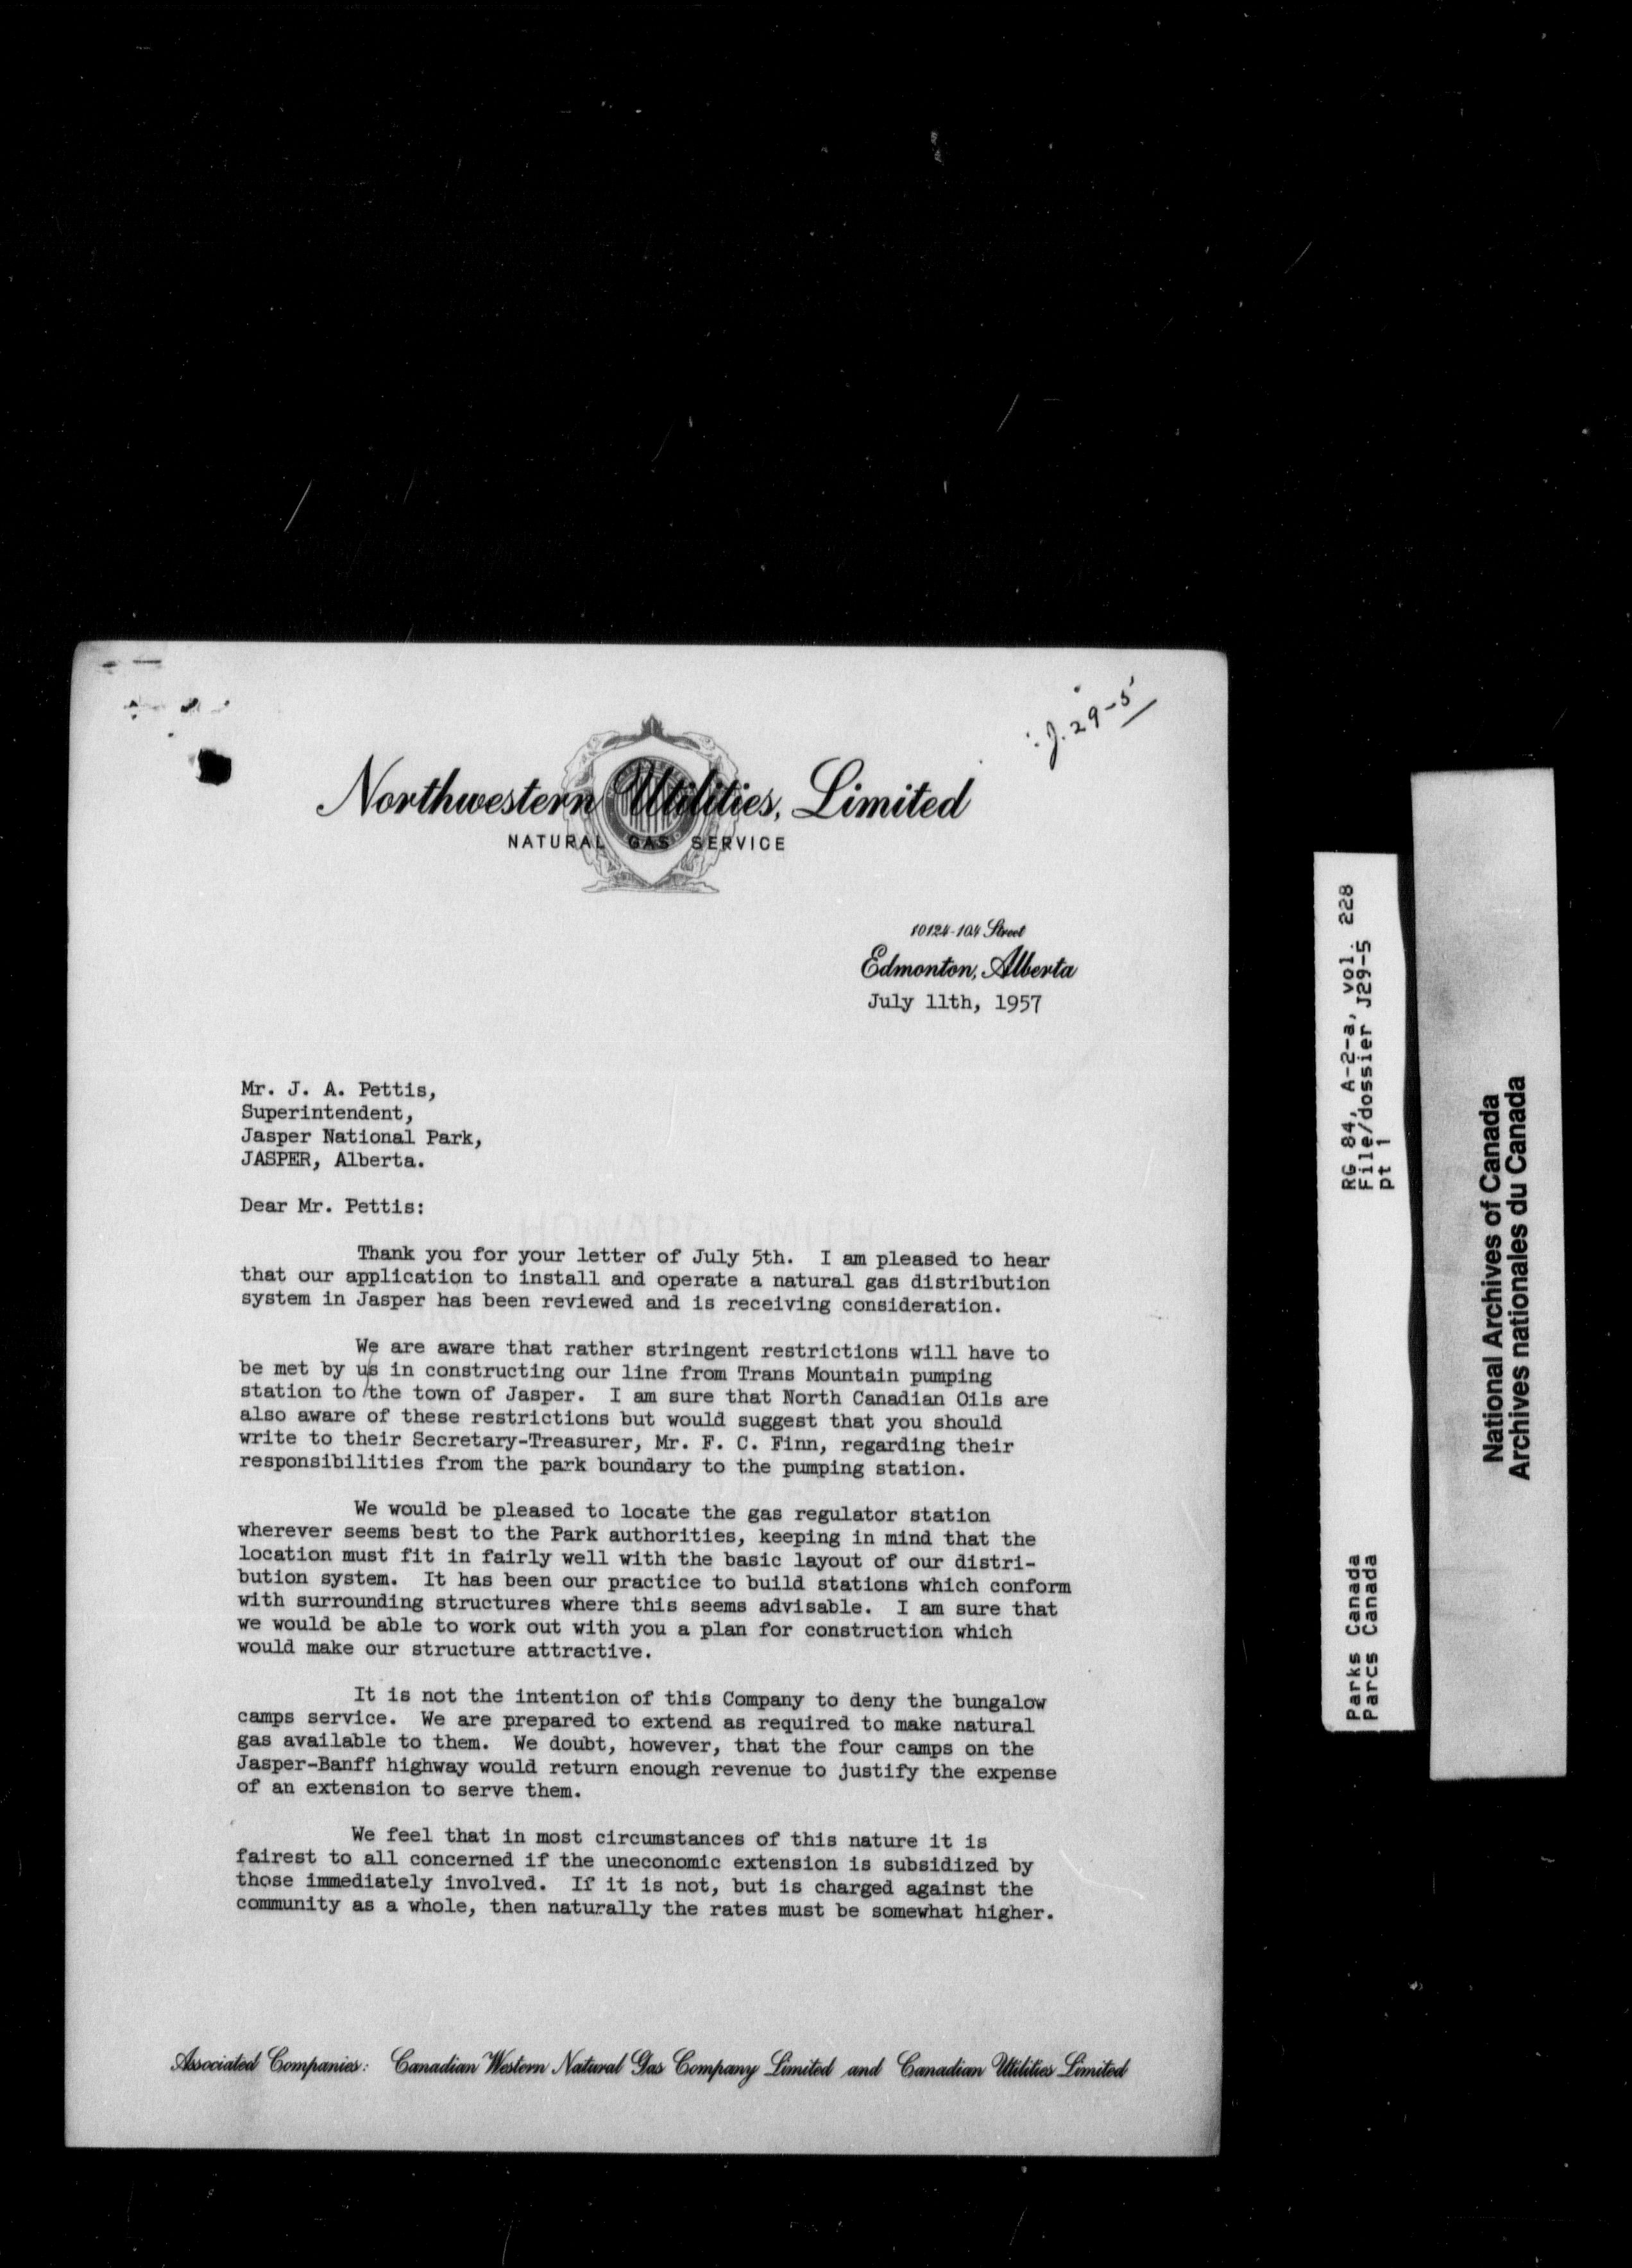 J. 29-5
Northwestern Utilities, Limited
NATURAL GAS SERVICE
10124-104 Street
Edmonton, Alberta
July 11th, 1957
Mr. J. A. Pettis,
Superintendent,
Jasper National Park,
JASPER, Alberta.
Dear Mr. Pettis:
Thank you for your letter of July 5th. I am pleased to hear
that our application to install and operate a natural gas distribution
system in Jasper has been reviewed and is receiving consideration.
We are aware that rather stringent restrictions will have to
be met by us in constructing our line from Trans Mountain pumping
station to the town of Jasper. I am sure that North Canadian Oils are
also aware of these restrictions but would suggest that you should
write to their Secretary-Treasurer, Mr. F. C. Finn, regarding their
responsibilities from the park boundary to the pumping station.
We would be pleased to locate the gas regulator station
wherever seems best to the Park authorities, keeping in mind that the
location must fit in fairly well with the basic layout of our distri-
bution system. It has been our practice to build stations which conform
with surrounding structures where this seems advisable. I am sure that
we would be able to work out with you a plan for construction which
would make our structure attractive.
It is not the intention of this Company to deny the bungalow
camps service. We are prepared to extend as required to make natural
gas available to them. We doubt, however, that the four camps on the
Jasper-Banff highway would return enough revenue to justify the expense
of an extension to serve them.
We feel that in most circumstances of this nature it is
fairest to all concerned if the uneconomic extension is subsidized by
those immediately involved. If it is not, but is charged against the
community as a whole, then naturally the rates must be somewhat higher.
Associated Companies: Canadian Western Natural Gas Company Limited and Canadian Utilities Limited
Parks Canada
Parcs Canada
RG 84, A-2-a, vol. 228
File/dossier J29-5
pt 1
National Archives of Canada
Archives nationales du Canada